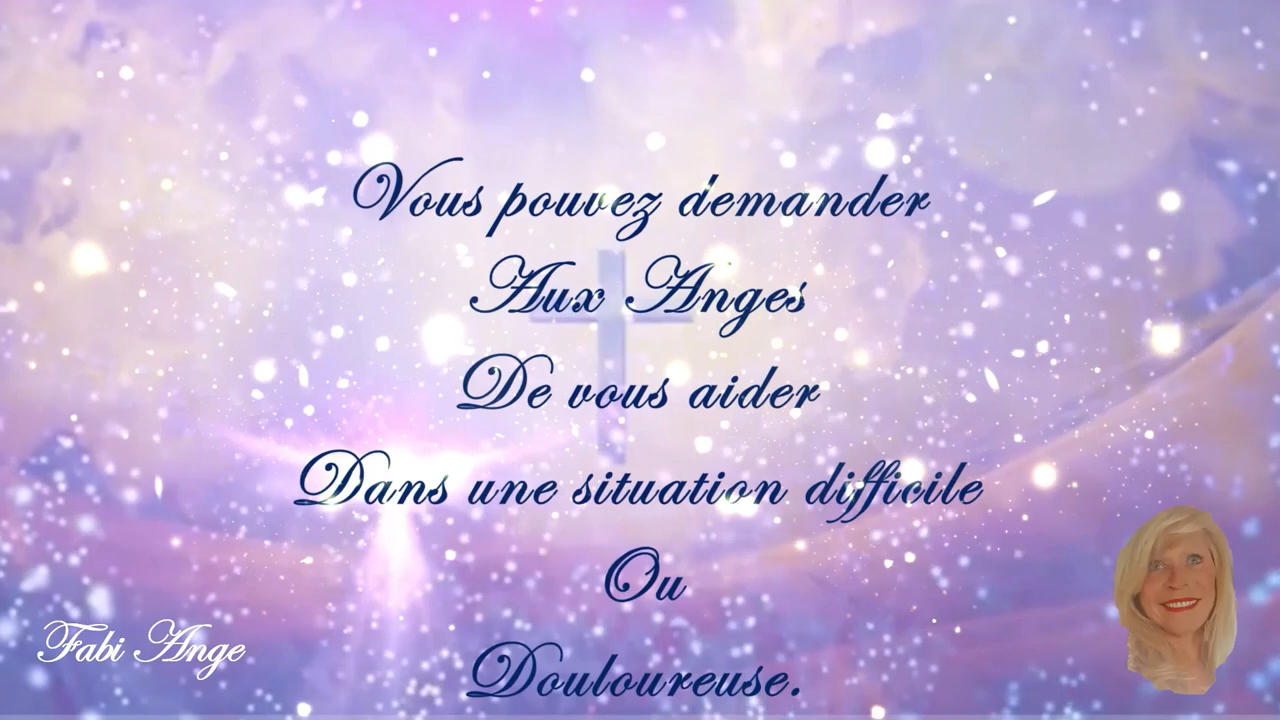 Vous pouvez demander
Aux Anges
De vous aider
Dans une situation difficile
Ou
Douloureuse.
Fabi Ange